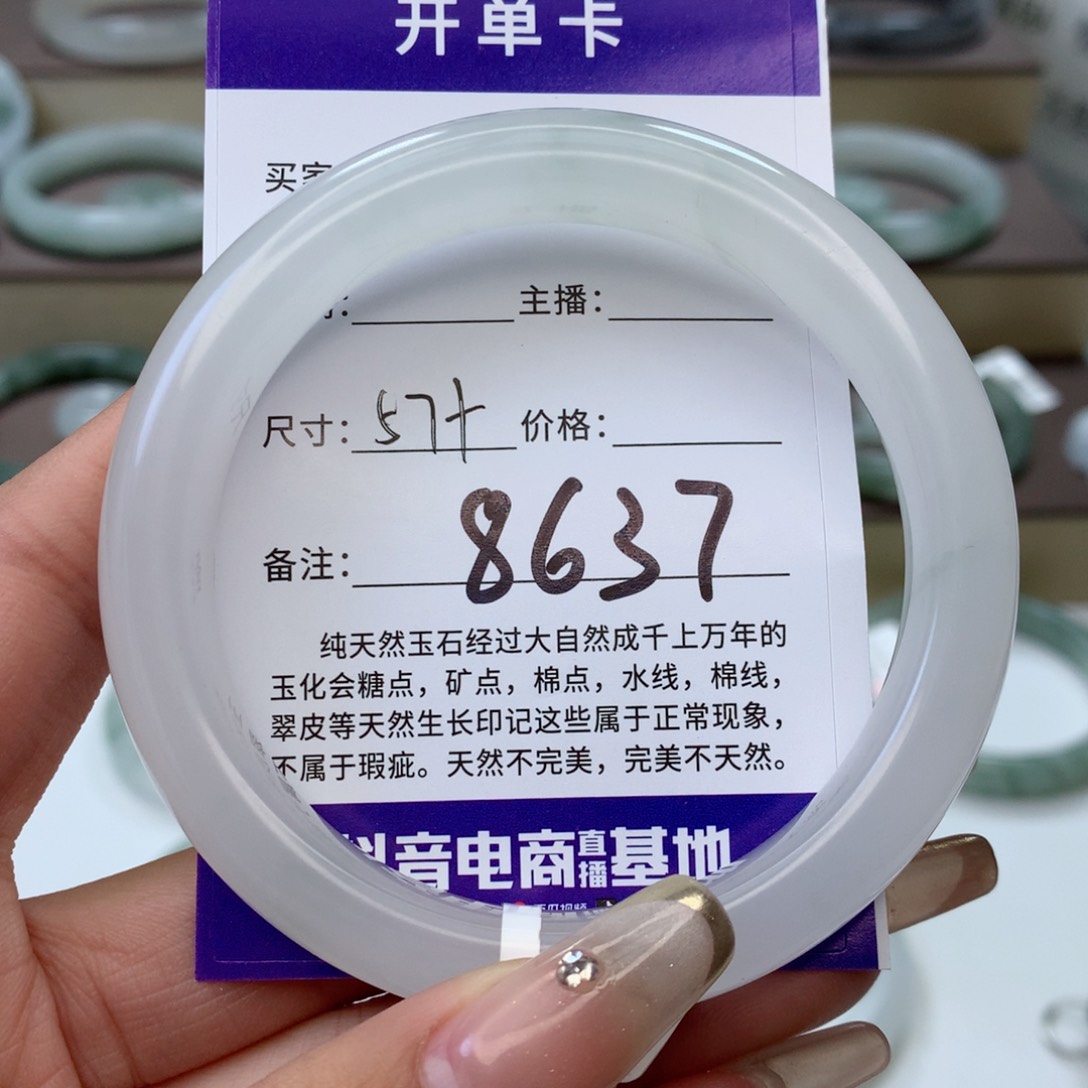 开单卡
买家
主播：
尺寸：57+ 价格：
备注：8637
纯天然玉石经过大自然成千上万年的
玉化会糖点，矿点，棉点，水线，棉线，
翠皮等天然生长印记这些属于正常现象，
不属于瑕疵。天然不完美，完美不天然。
抖音电商直播基地